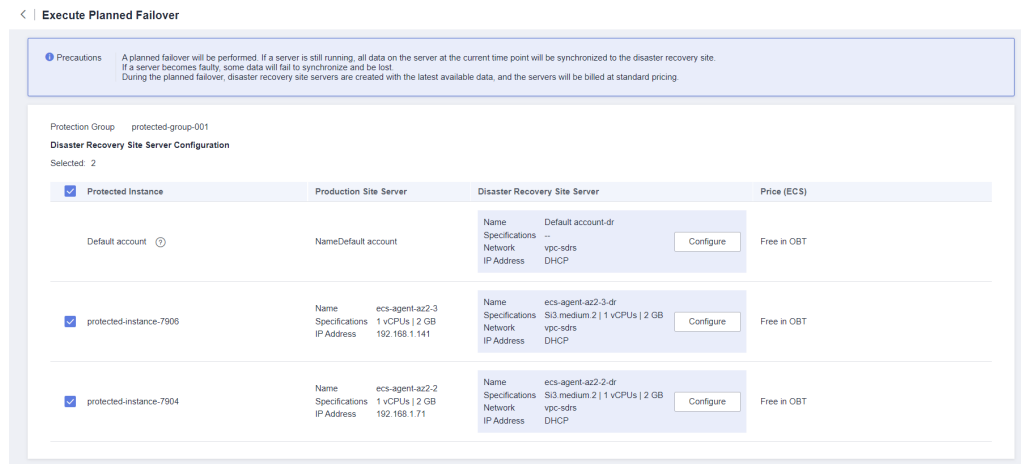 Execute Planned Failover
Precautions
A planned failover will be performed. If a server is still running, all data on the server at the current time point will be synchronized to the disaster recovery site.
If a server becomes faulty, some data will fail to synchronize and be lost.
During the planned failover, disaster recovery site servers are created with the latest available data, and the servers will be billed at standard pricing.
Protection Group protected-group-001
Disaster Recovery Site Server Configuration
Selected: 2
Protected Instance Production Site Server Disaster Recovery Site Server Price (ECS)
Default account ? NameDefault account
Name Default account-dr
Specifications --
Network vpc-sdrs
IP Address DHCP
Configure
Free in OBT
protected-instance-7906
Name ecs-agent-az2-3
Specifications 1 vCPUs | 2 GB
IP Address 192.168.1.141
Name ecs-agent-az2-3-dr
Specifications Si3.medium.2 | 1 vCPUs | 2 GB
Network vpc-sdrs
IP Address DHCP
Configure
Free in OBT
protected-instance-7904
Name ecs-agent-az2-2
Specifications 1 vCPUs | 2 GB
IP Address 192.168.1.71
Name ecs-agent-az2-2-dr
Specifications Si3.medium.2 | 1 vCPUs | 2 GB
Network vpc-sdrs
IP Address DHCP
Configure
Free in OBT